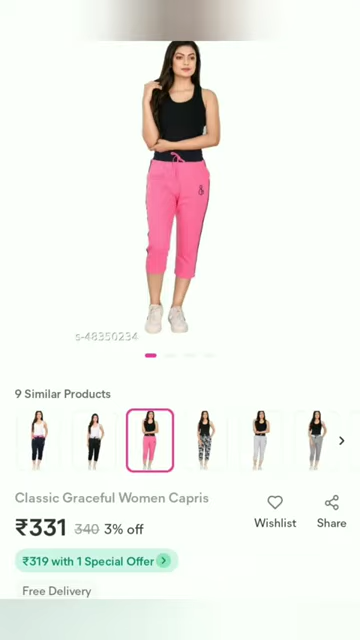 s-48350234
9 Similar Products
Classic Graceful Women Capris
₹331 340 3% off
Wishlist
Share
₹319 with 1 Special Offer
Free Delivery